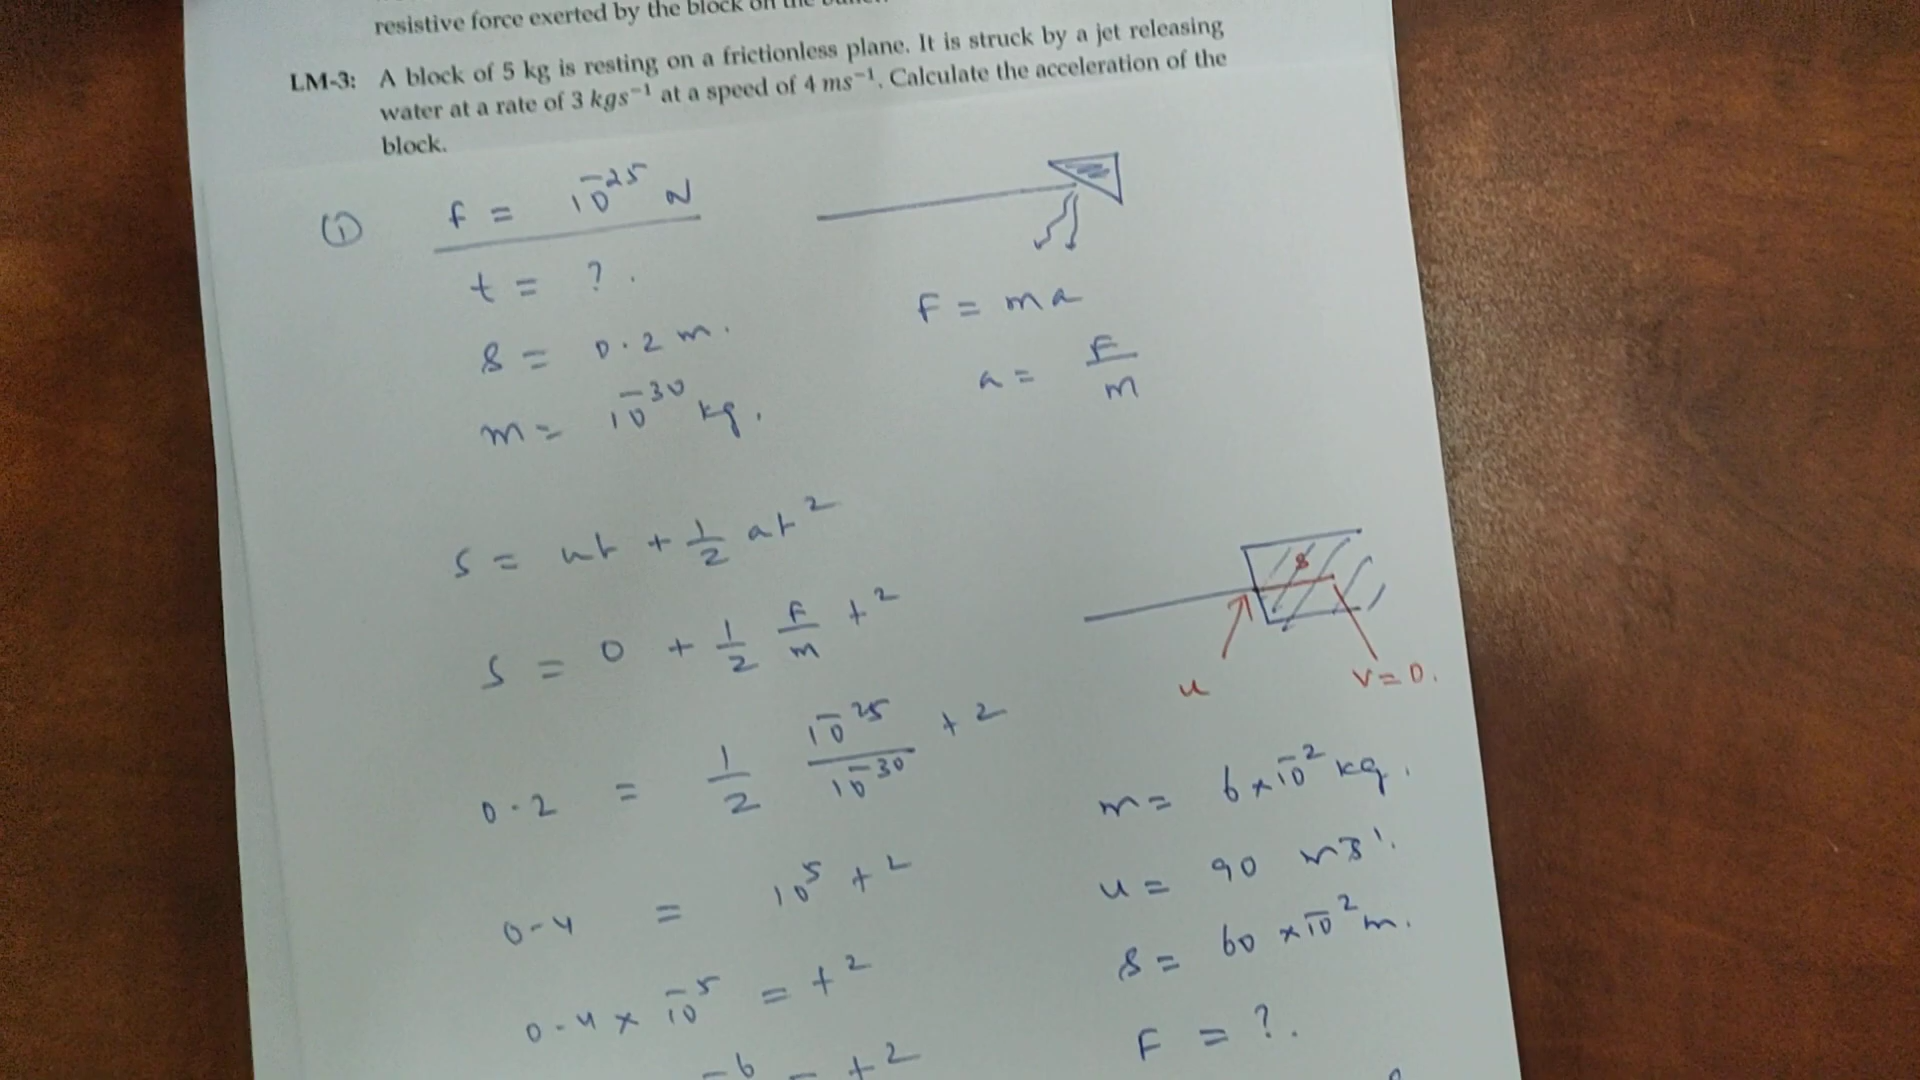 resistive force exerted by the block on the
LM-3: A block of 5 kg is resting on a frictionless plane. It is struck by a jet releasing
water at a rate of 3 kgs⁻¹ at a speed of 4 ms⁻¹. Calculate the acceleration of the
block.
① f = 10⁻²⁵ N
t = ?.
s = 0.2 m.
m = 10⁻³⁰ kg.
F = ma
a = F/m
s = ut + 1/2 at²
s = 0 + 1/2 F/m t²
0.2 = 1/2 10⁻²⁵/10⁻³⁰ t²
0.4 = 10⁵ t²
0.4 × 10⁻⁵ = t²
⁻⁶ = t²
s
u
v=0.
m = 6×10⁻² kg.
u = 90 ms⁻¹.
s = 60 ×10⁻² m.
F = ?.